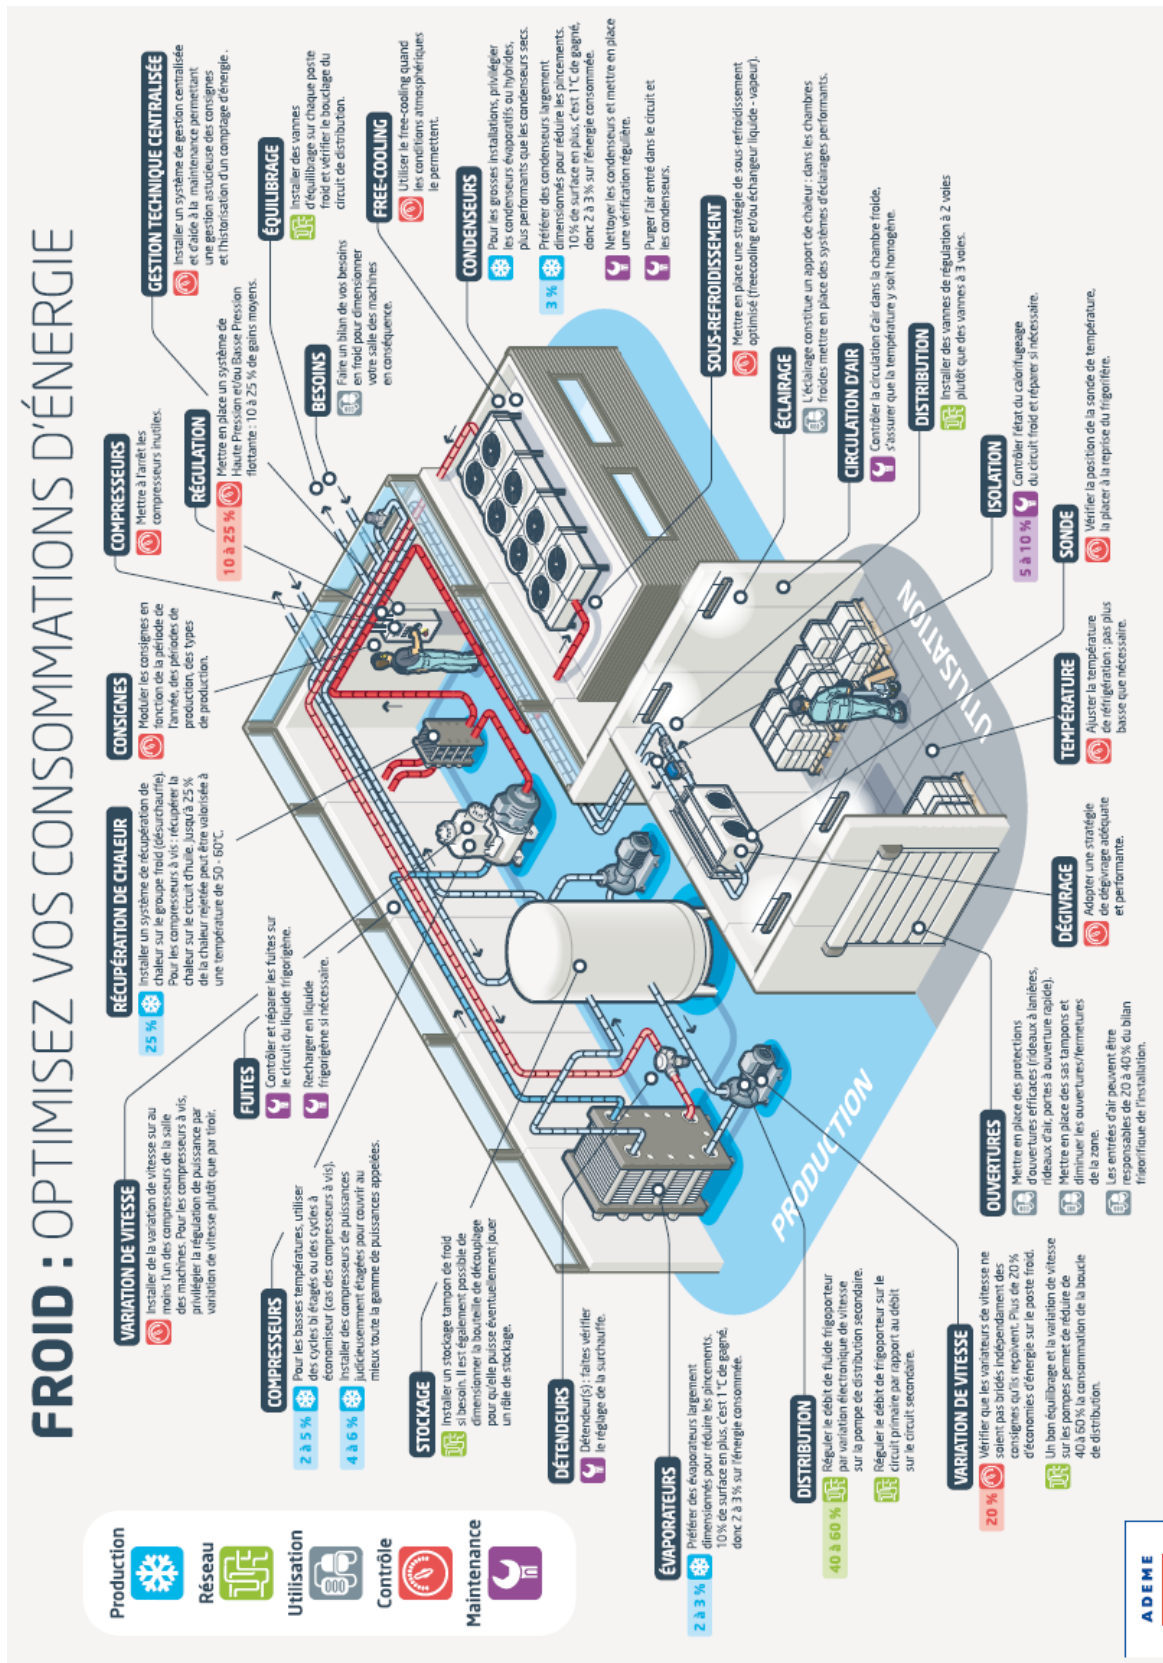 FROID : OPTIMISEZ VOS CONSOMMATIONS D'ÉNERGIE
Production
Réseau
Utilisation
Contrôle
Maintenance
VARIATION DE VITESSE
Installer de la variation de vitesse sur au
moins l'un des compresseurs de la salle
des machines. Pour les compresseurs à vis,
privilégier la régulation de puissance par
variation de vitesse plutôt que par tiroir.
RÉCUPÉRATION DE CHALEUR
25 %
Installer un système de récupération de
chaleur sur le groupe froid (désurchauffe).
Pour les compresseurs à vis : récupérer la
chaleur sur le circuit d'huile. Jusqu'à 25 %
de la chaleur rejetée peut être valorisée à
une température de 50 - 60°C.
CONSIGNES
Moduler les consignes en
fonction de la période de
l'année, des périodes de
production, des types
de production.
COMPRESSEURS
Mettre à l'arrêt les
compresseurs inutiles.
RÉGULATION
10 à 25 %
Mettre en place un système de
Haute Pression et/ou Basse Pression
flottante : 10 à 25 % de gains moyens.
GESTION TECHNIQUE CENTRALISÉE
Installer un système de gestion centralisée
et d'aide à la maintenance permettant
une gestion astucieuse des consignes
et l'historisation d'un comptage d'énergie.
ÉQUILIBRAGE
Installer des vannes
d'équilibrage sur chaque poste
froid et vérifier le bouclage du
circuit de distribution.
BESOINS
Faire un bilan de vos besoins
en froid pour dimensionner
votre salle des machines
en conséquence.
FREE-COOLING
Utiliser le free-cooling quand
les conditions atmosphériques
le permettent.
CONDENSEURS
Pour les grosses installations, privilégier
les condenseurs évaporatifs ou hybrides,
plus performants que les condenseurs secs.
3 %
Préférer des condenseurs largement
dimensionnés pour réduire les pincements.
10 % de surface en plus, c'est 1 °C de gagné,
donc 2 à 3 % sur l'énergie consommée.
Nettoyer les condenseurs et mettre en place
une vérification régulière.
Purger l'air entré dans le circuit et
les condenseurs.
FUITES
Contrôler et réparer les fuites sur
le circuit du liquide frigorigène.
Recharger en liquide
frigorigène si nécessaire.
COMPRESSEURS
2 à 5 %
Pour les basses températures, utiliser
des cycles bi étagés ou des cycles à
économiseur (cas des compresseurs à vis).
4 à 6 %
Installer des compresseurs de puissances
judicieusement étagées pour couvrir au
mieux toute la gamme de puissances appelées.
STOCKAGE
Installer un stockage tampon de froid
si besoin. Il est également possible de
dimensionner la bouteille de découplage
pour qu'elle puisse éventuellement jouer
un rôle de stockage.
DÉTENDEURS
Détendeur(s) : faites vérifier
le réglage de la surchauffe.
ÉVAPORATEURS
2 à 3 %
Préférer des évaporateurs largement
dimensionnés pour réduire les pincements.
10 % de surface en plus, c'est 1 °C de gagné,
donc 2 à 3 % sur l'énergie consommée.
SOUS-REFROIDISSEMENT
Mettre en place une stratégie de sous-refroidissement
optimisé (freecooling et/ou échangeur liquide - vapeur).
ÉCLAIRAGE
L'éclairage constitue un apport de chaleur : dans les chambres
froides mettre en place des systèmes d'éclairages performants.
CIRCULATION D'AIR
Contrôler la circulation d'air dans la chambre froide,
s'assurer que la température y soit homogène.
DISTRIBUTION
Installer des vannes de régulation à 2 voies
plutôt que des vannes à 3 voies.
ISOLATION
5 à 10 %
Contrôler l'état du calorifugeage
du circuit froid et réparer si nécessaire.
SONDE
Vérifier la position de la sonde de température,
la placer à la reprise du frigorifère.
PRODUCTION
UTILISATION
DISTRIBUTION
40 à 60 %
Réguler le débit de fluide frigoporteur
par variation électronique de vitesse
sur la pompe de distribution secondaire.
Réguler le débit de frigoporteur sur le
circuit primaire par rapport au débit
sur le circuit secondaire.
VARIATION DE VITESSE
20 %
Vérifier que les variateurs de vitesse ne
soient pas bridés indépendamment des
consignes qu'ils reçoivent. Plus de 20 %
d'économies d'énergie sur le poste froid.
Un bon équilibrage et la variation de vitesse
sur les pompes permet de réduire de
40 à 60 % la consommation de la boucle
de distribution.
OUVERTURES
Mettre en place des protections
d'ouvertures efficaces (rideaux à lanières,
rideaux d'air, portes à ouverture rapide).
Mettre en place des sas tampons et
diminuer les ouvertures/fermetures
de la zone.
Les entrées d'air peuvent être
responsables de 20 à 40 % du bilan
frigorifique de l'installation.
DÉGIVRAGE
Adopter une stratégie
de dégivrage adéquate
et performante.
TEMPÉRATURE
Ajuster la température
de réfrigération : pas plus
basse que nécessaire.
ADEME